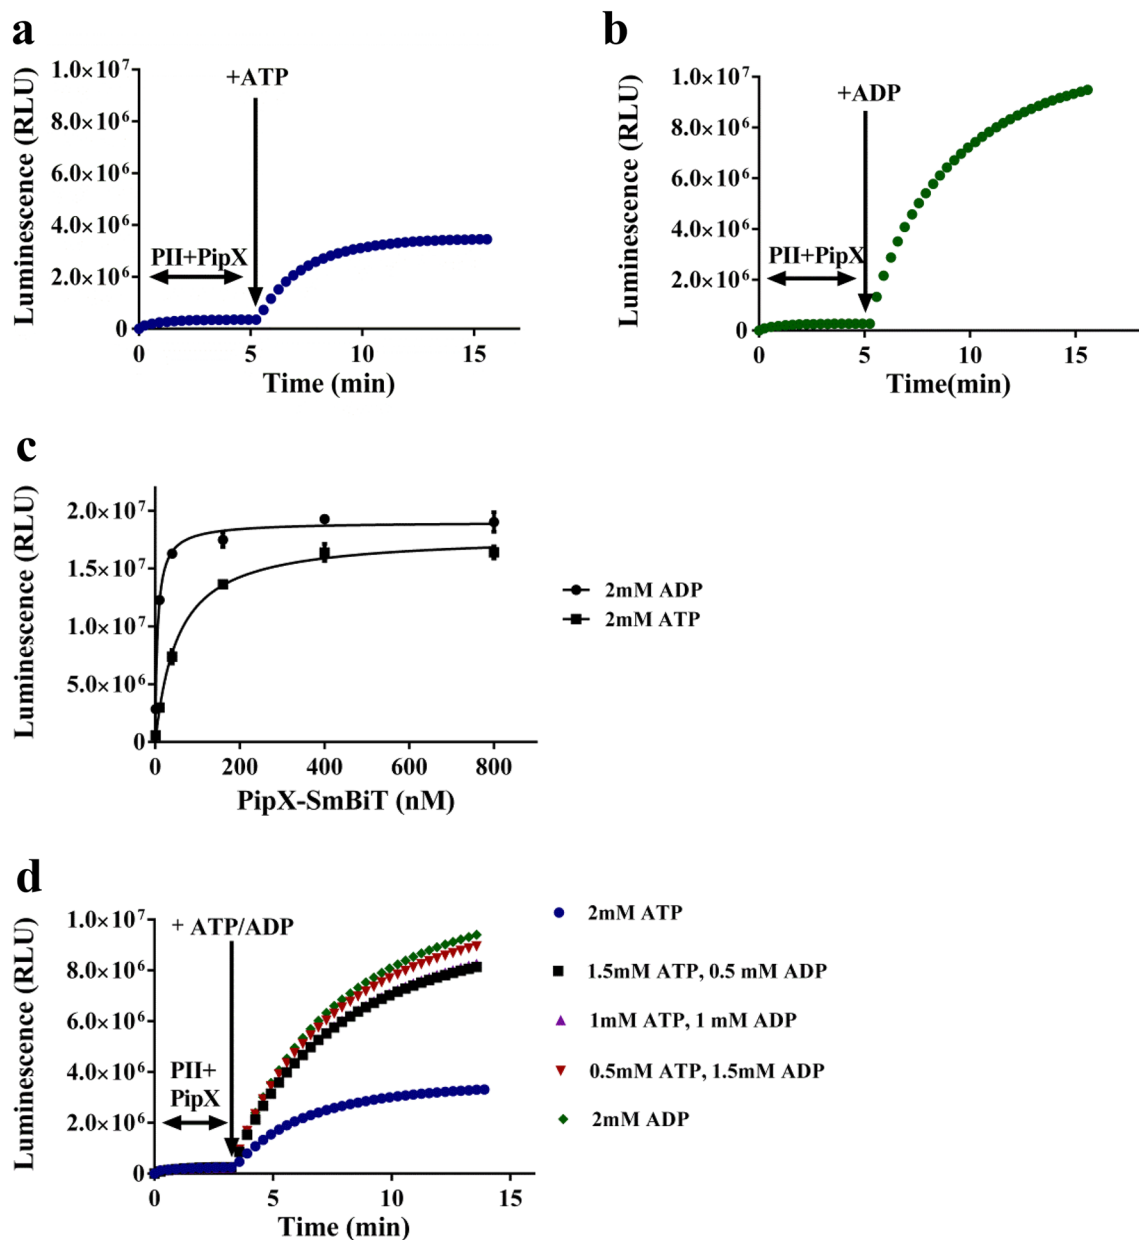 a
Luminescence (RLU)
1.0×10⁷
8.0×10⁶
6.0×10⁶
4.0×10⁶
2.0×10⁶
0
+ATP
PII+PipX
0 5 10 15
Time (min)
b
Luminescence (RLU)
1.0×10⁷
8.0×10⁶
6.0×10⁶
4.0×10⁶
2.0×10⁶
0
+ADP
PII+PipX
0 5 10 15
Time(min)
c
Luminescence (RLU)
2.0×10⁷
1.5×10⁷
1.0×10⁷
5.0×10⁶
0
0 200 400 600 800
PipX-SmBiT (nM)
2mM ADP
2mM ATP
d
Luminescence (RLU)
1.0×10⁷
8.0×10⁶
6.0×10⁶
4.0×10⁶
2.0×10⁶
0
+ ATP/ADP
PII+
PipX
0 5 10 15
Time (min)
2mM ATP
1.5mM ATP, 0.5 mM ADP
1mM ATP, 1 mM ADP
0.5mM ATP, 1.5mM ADP
2mM ADP